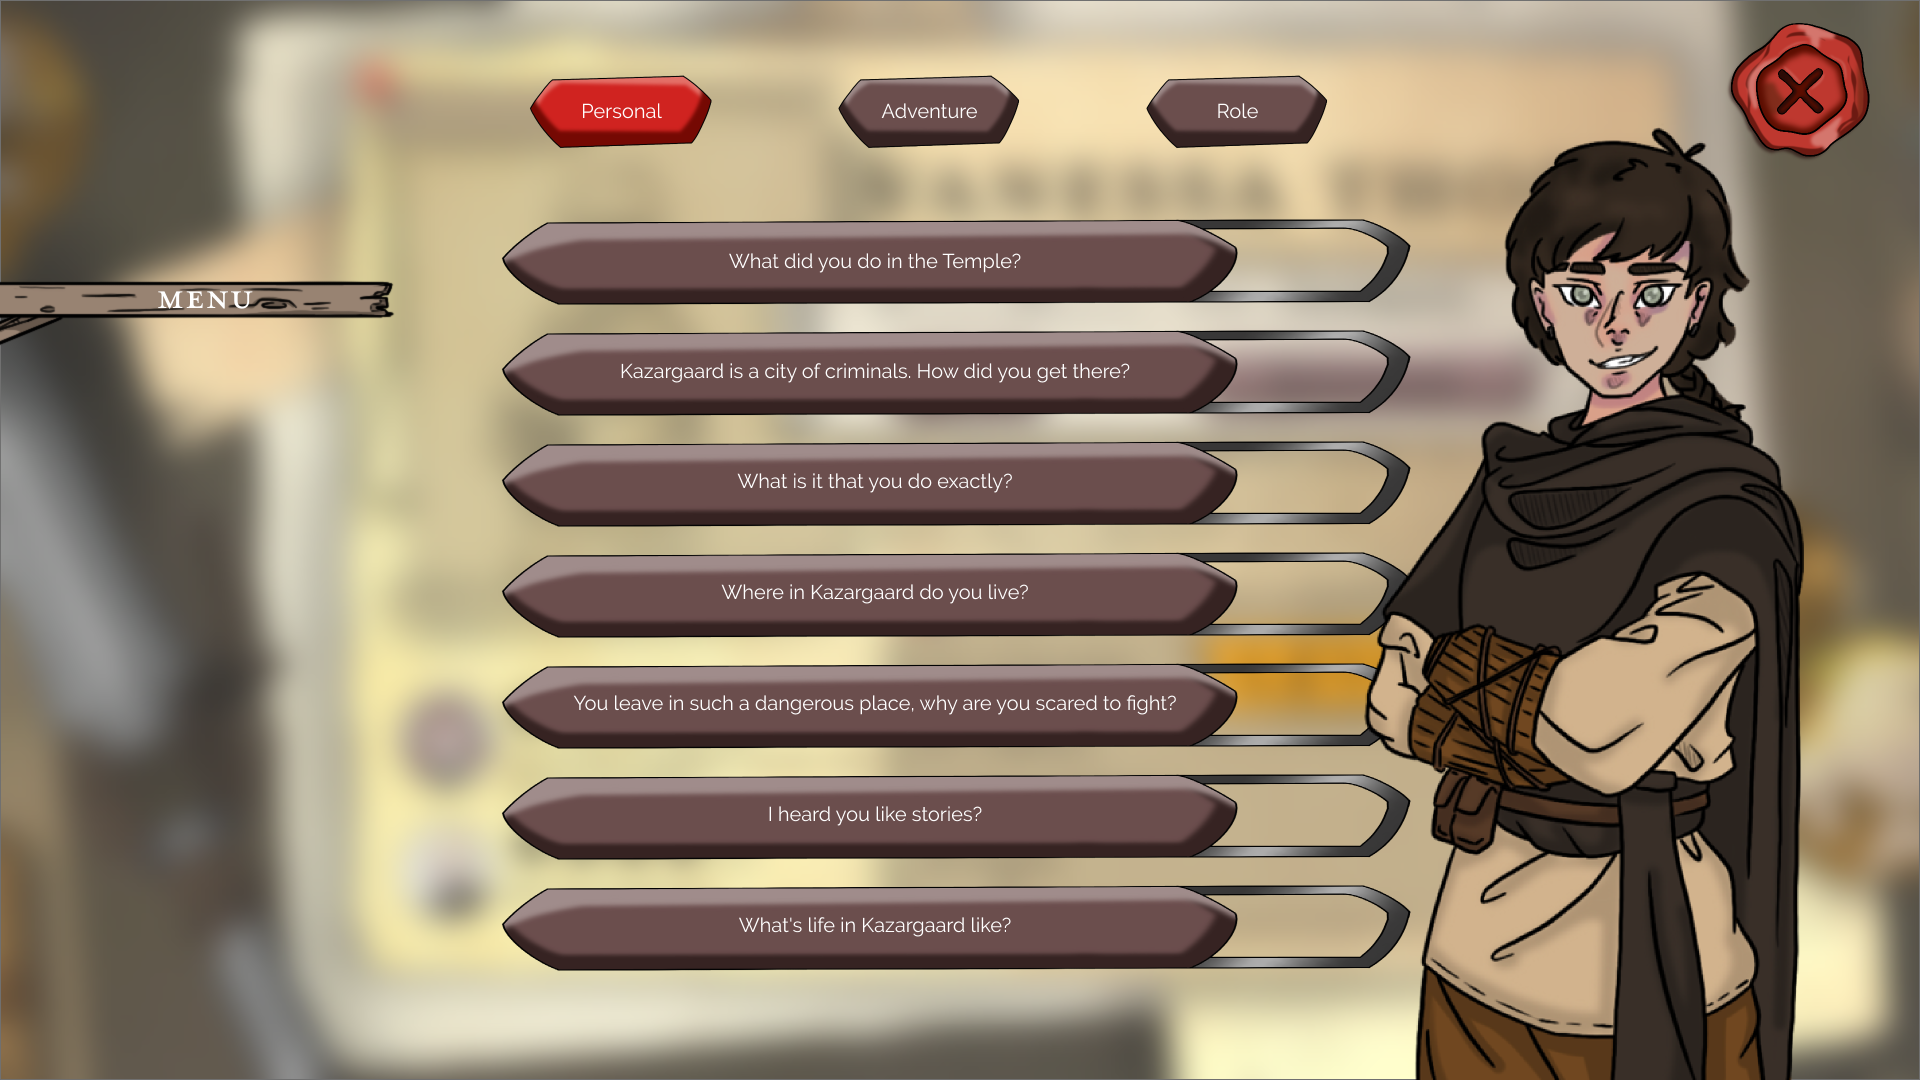 Personal
Adventure
Role
MENU
What did you do in the Temple?
Kazargaard is a city of criminals. How did you get there?
What is it that you do exactly?
Where in Kazargaard do you live?
You leave in such a dangerous place, why are you scared to fight?
I heard you like stories?
What's life in Kazargaard like?